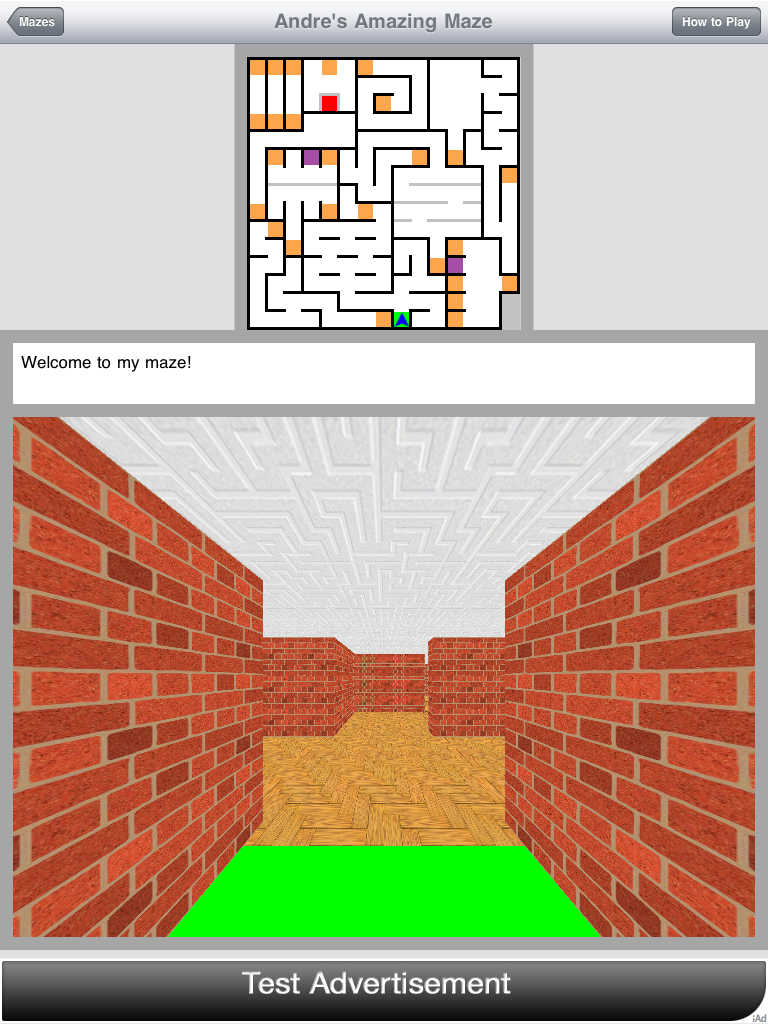 Mazes
Andre's Amazing Maze
How to Play
Welcome to my maze!
Test Advertisement
iAd